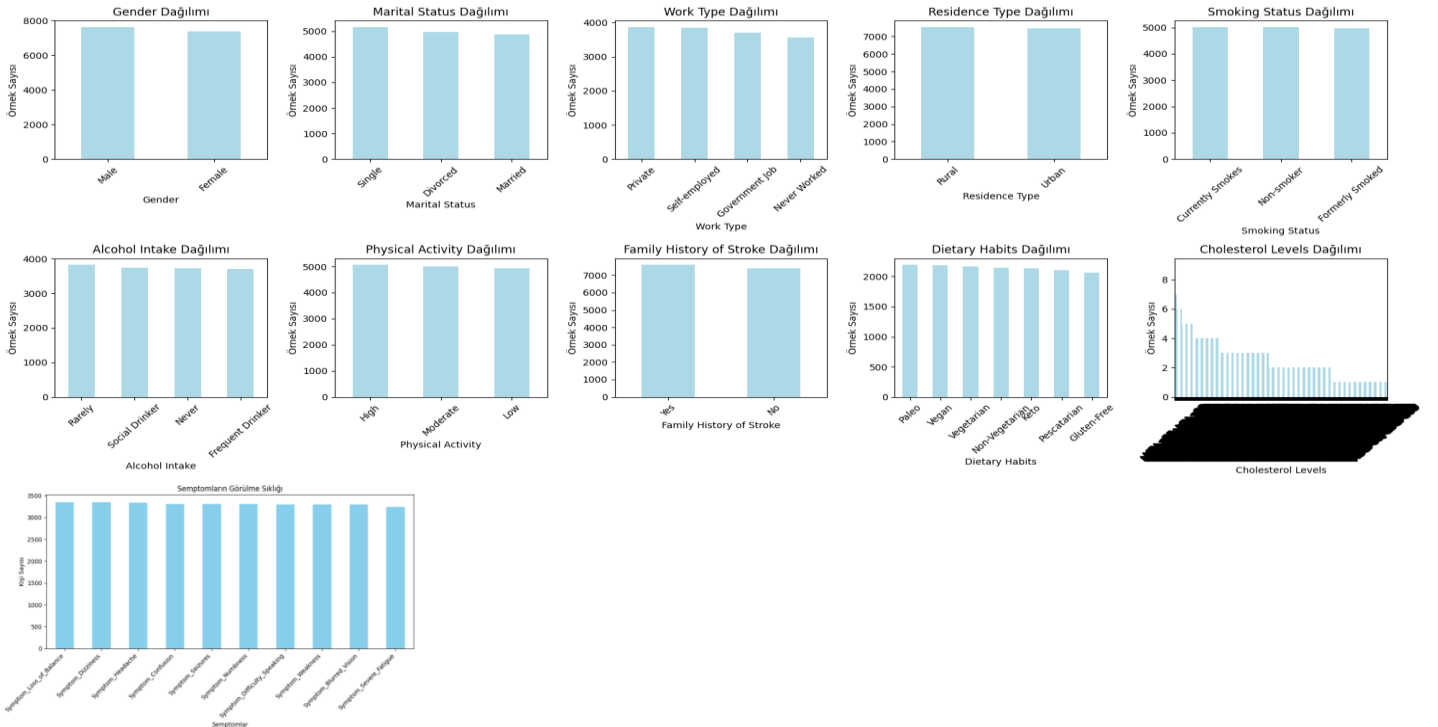 Gender Dağılımı
Örnek Sayısı
8000
6000
4000
2000
0
Male
Female
Gender
Marital Status Dağılımı
Örnek Sayısı
5000
4000
3000
2000
1000
0
Single
Divorced
Married
Marital Status
Work Type Dağılımı
Örnek Sayısı
4000
3000
2000
1000
0
Private
Self-employed
Government Job
Never Worked
Work Type
Residence Type Dağılımı
Örnek Sayısı
7000
6000
5000
4000
3000
2000
1000
0
Rural
Urban
Residence Type
Smoking Status Dağılımı
Örnek Sayısı
5000
4000
3000
2000
1000
0
Currently Smokes
Non-smoker
Formerly Smoked
Smoking Status
Alcohol Intake Dağılımı
Örnek Sayısı
4000
3000
2000
1000
0
Rarely
Social Drinker
Never
Frequent Drinker
Alcohol Intake
Physical Activity Dağılımı
Örnek Sayısı
5000
4000
3000
2000
1000
0
High
Moderate
Low
Physical Activity
Family History of Stroke Dağılımı
Örnek Sayısı
7000
6000
5000
4000
3000
2000
1000
0
Yes
No
Family History of Stroke
Dietary Habits Dağılımı
Örnek Sayısı
2000
1500
1000
500
0
Paleo
Vegan
Vegetarian
Non-Vegetarian
Keto
Pescatarian
Gluten-Free
Dietary Habits
Cholesterol Levels Dağılımı
Örnek Sayısı
8
6
4
2
0
Cholesterol Levels
Semptomların Görülme Sıklığı
Kişi Sayısı
3500
3000
2500
2000
1500
1000
500
0
Symptom_Loss_of_Balance
Symptom_Dizziness
Symptom_Headache
Symptom_Confusion
Symptom_Seizures
Symptom_Numbness
Symptom_Difficulty_Speaking
Symptom_Weakness
Symptom_Blurred_Vision
Symptom_Severe_Fatigue
Semptomlar